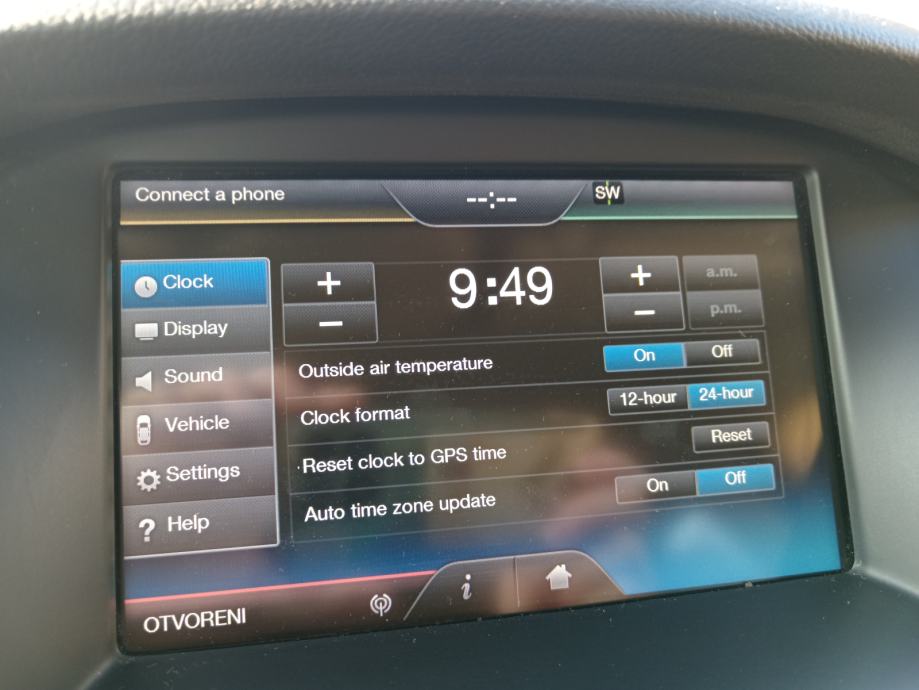 Connect a phone
--:--
SW
Clock
+
9:49
+
a.m.
Display
−
−
p.m.
Sound
Outside air temperature
On
Off
Vehicle
Clock format
12-hour
24-hour
Settings
Reset clock to GPS time
Reset
Help
Auto time zone update
On
Off
OTVORENI
i